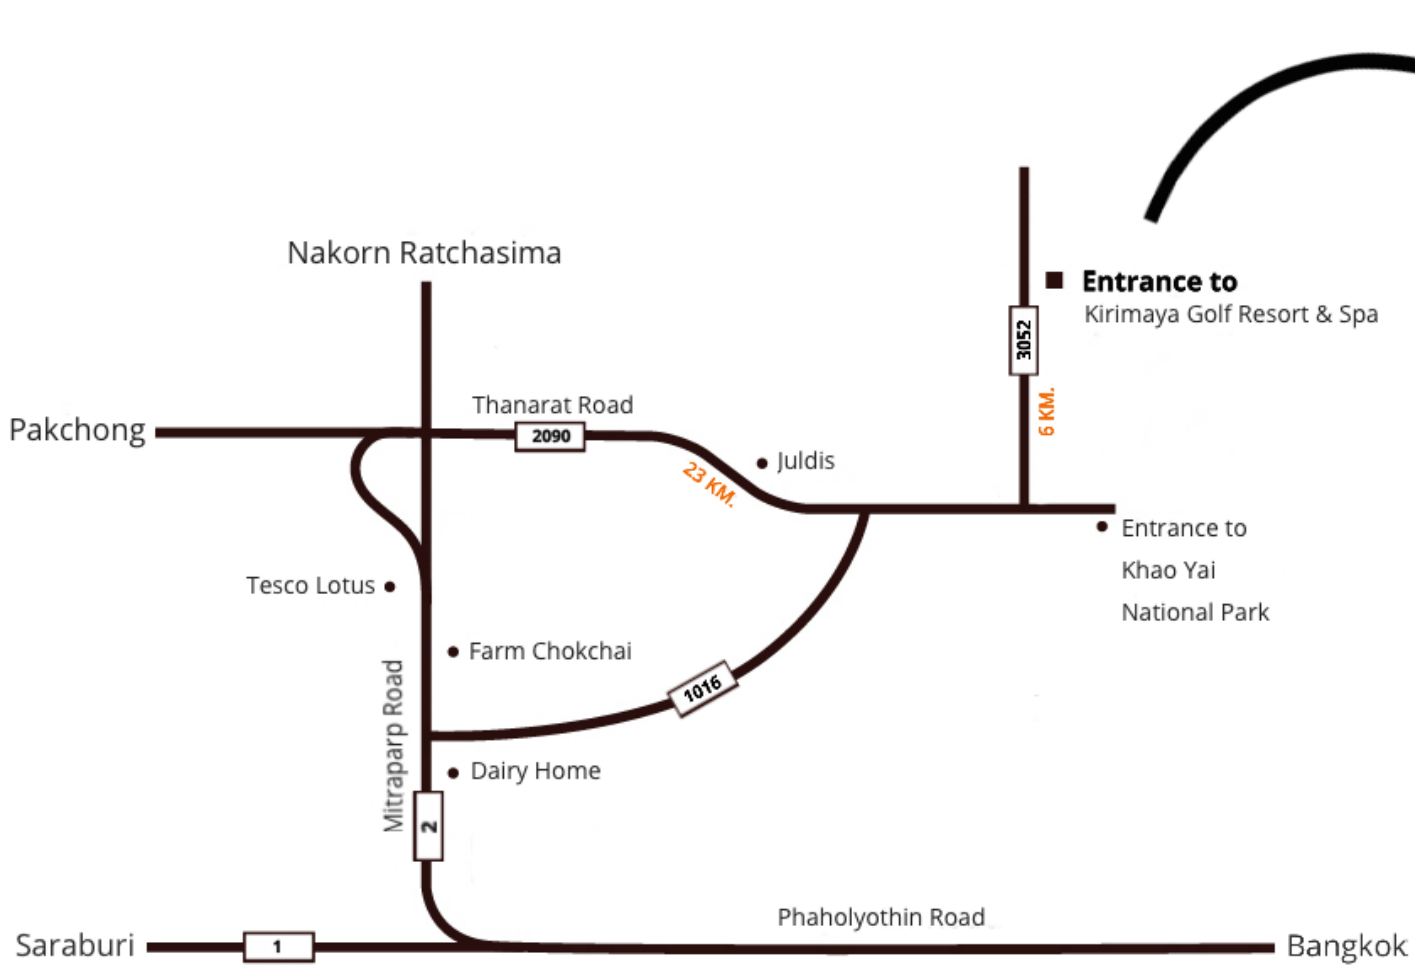 Nakorn Ratchasima
Entrance to
Kirimaya Golf Resort & Spa
3052
6 KM.
Pakchong
Thanarat Road
2090
23 KM.
Juldis
Entrance to
Khao Yai
National Park
Tesco Lotus
Farm Chokchai
1016
Mitraparp Road
Dairy Home
2
Phaholyothin Road
Saraburi
1
Bangkok